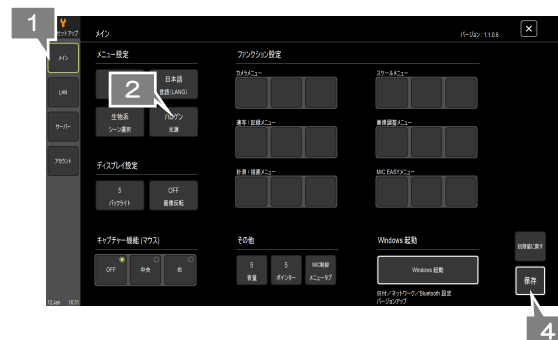 1
セットアップ
メイン
バージョン : 1.1.0.6
メイン
LAN
サーバー
アカウント
メニュー設定
日本語
言語 (LANG)
2
生物系
シーン選択
ハロゲン
光源
ディスプレイ設定
5
バックライト
OFF
画像反転
キャプチャー機能 (マウス)
OFF
中央
右
ファンクション設定
カメラメニュー
スケールメニュー
連写 / 記録メニュー
画像調整メニュー
計測 / 描画メニュー
MIC EASYメニュー
その他
5
音量
5
ポインター
MIC制御
メニュータブ
Windows 起動
Windows 起動
日付/ネットワーク/Bluetooth 設定
バージョンアップ
初期値に戻す
保存
4
12.Jan 16:31